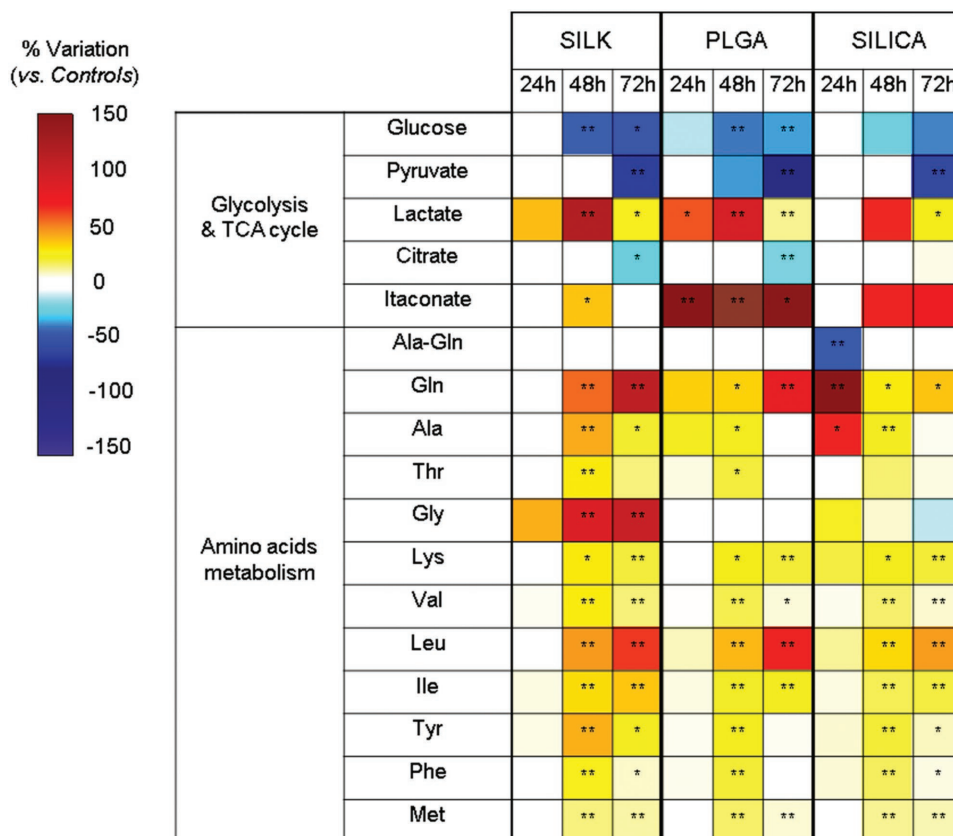 % Variation
(vs. Controls)
150
100
50
0
-50
-100
-150
SILK PLGA SILICA
24h 48h 72h 24h 48h 72h 24h 48h 72h
Glycolysis
& TCA cycle
Glucose ** * ** **
Pyruvate ** ** **
Lactate ** * * ** ** *
Citrate * **
Itaconate * ** ** *
Amino acids
metabolism
Ala-Gln **
Gln ** ** * ** ** * *
Ala ** * * * **
Thr ** *
Gly ** **
Lys * ** * ** * **
Val ** ** ** * ** **
Leu ** ** ** ** ** **
Ile ** ** ** ** ** **
Tyr ** * ** ** *
Phe ** * ** ** *
Met ** ** ** ** ** **